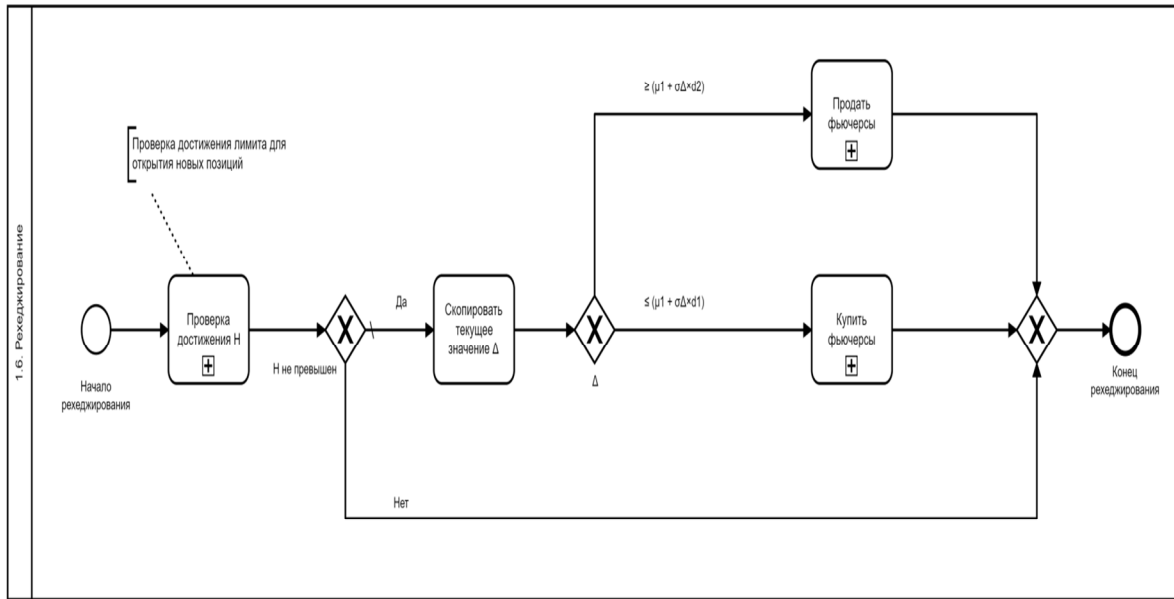 1.6. Рехеджирование
Проверка достижения лимита для
открытия новых позиций
Начало
рехеджирования
Проверка
достижения Н
Н не превышен
Да
Нет
Скопировать
текущее
значение Δ
Δ
≥ (μ1 + σΔ×d2)
Продать
фьючерсы
≤ (μ1 + σΔ×d1)
Купить
фьючерсы
Конец
рехеджирования